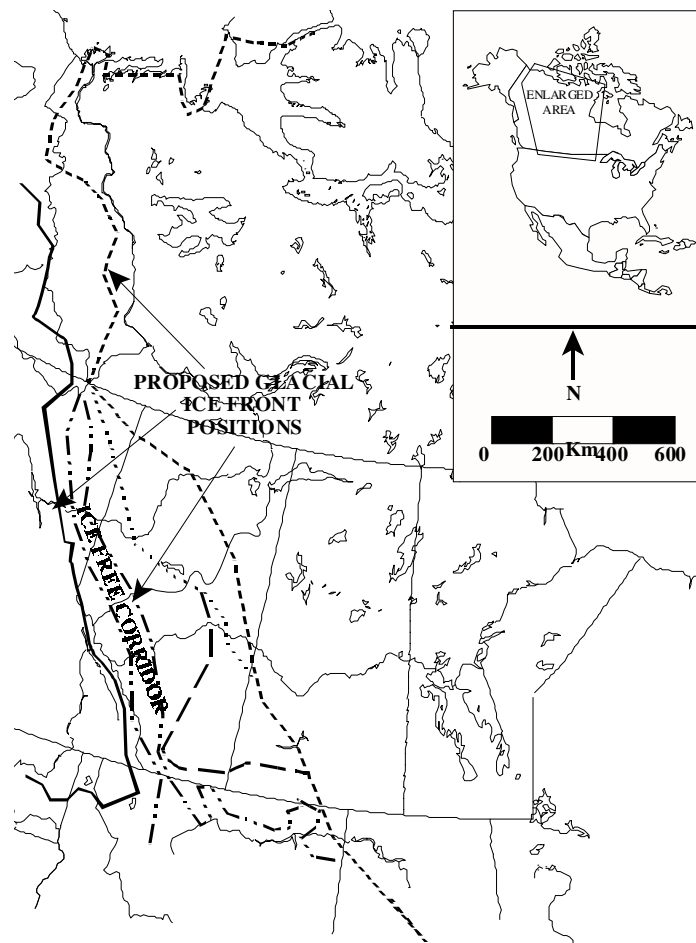 ENLARGED
AREA
N
Km
0 200 400 600
PROPOSED GLACIAL
ICE FRONT
POSITIONS
ICE FREE CORRIDOR